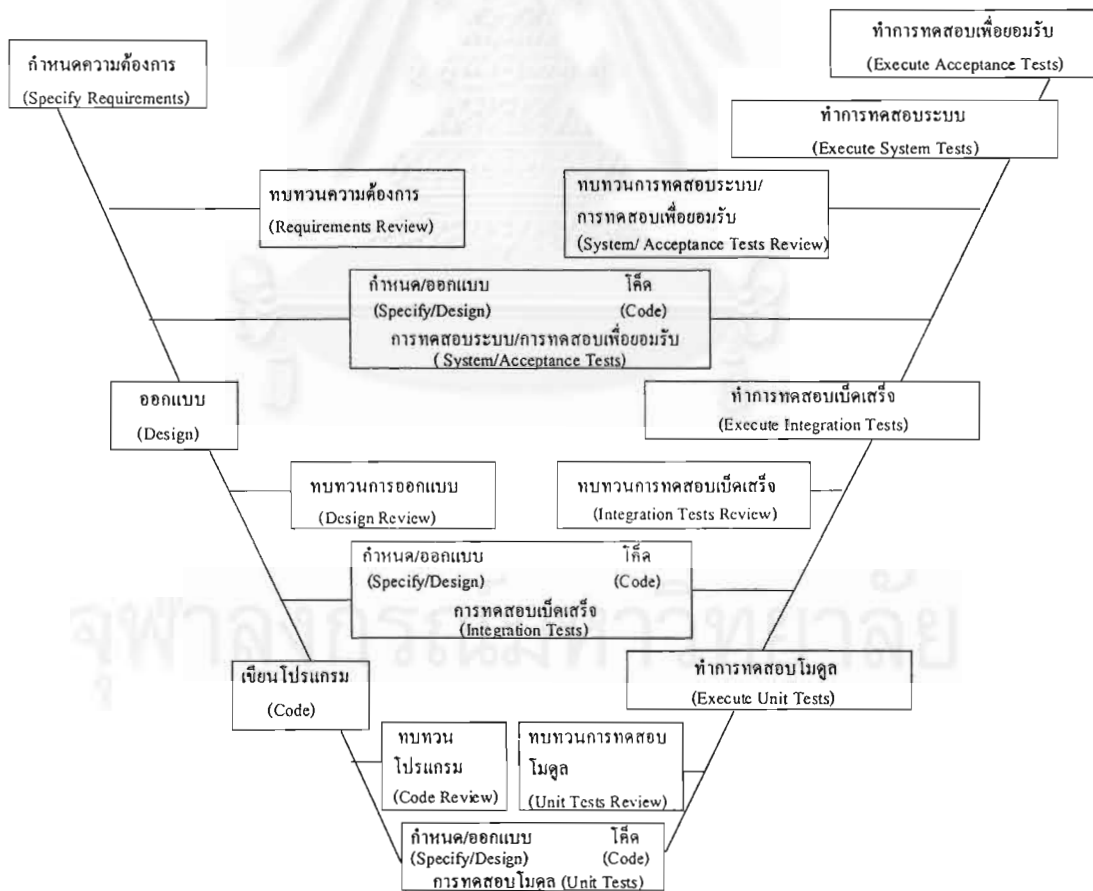 ทำการทดสอบเพื่อยอมรับ
(Execute Acceptance Tests)
กำหนดความต้องการ
(Specify Requirements)
ทำการทดสอบระบบ
(Execute System Tests)
ทบทวนความต้องการ
(Requirements Review)
ทบทวนการทดสอบระบบ/
การทดสอบเพื่อยอมรับ
(System/ Acceptance Tests Review)
กำหนด/ออกแบบ โค็ด
(Specify/Design) (Code)
การทดสอบระบบ/การทดสอบเพื่อยอมรับ
( System/Acceptance Tests)
ออกแบบ
(Design)
ทำการทดสอบเบ็ดเสร็จ
(Execute Integration Tests)
ทบทวนการออกแบบ
(Design Review)
ทบทวนการทดสอบเบ็ดเสร็จ
(Integration Tests Review)
กำหนด/ออกแบบ โค็ด
(Specify/Design) (Code)
การทดสอบเบ็ดเสร็จ
(Integration Tests)
จุฬาลงกรณ์มหาวิทยาลัย
เขียนโปรแกรม
(Code)
ทำการทดสอบโมดูล
(Execute Unit Tests)
ทบทวน
โปรแกรม
(Code Review)
ทบทวนการทดสอบ
โมดูล
(Unit Tests Review)
กำหนด/ออกแบบ โค็ด
(Specify/Design) (Code)
การทดสอบโมดูล (Unit Tests)